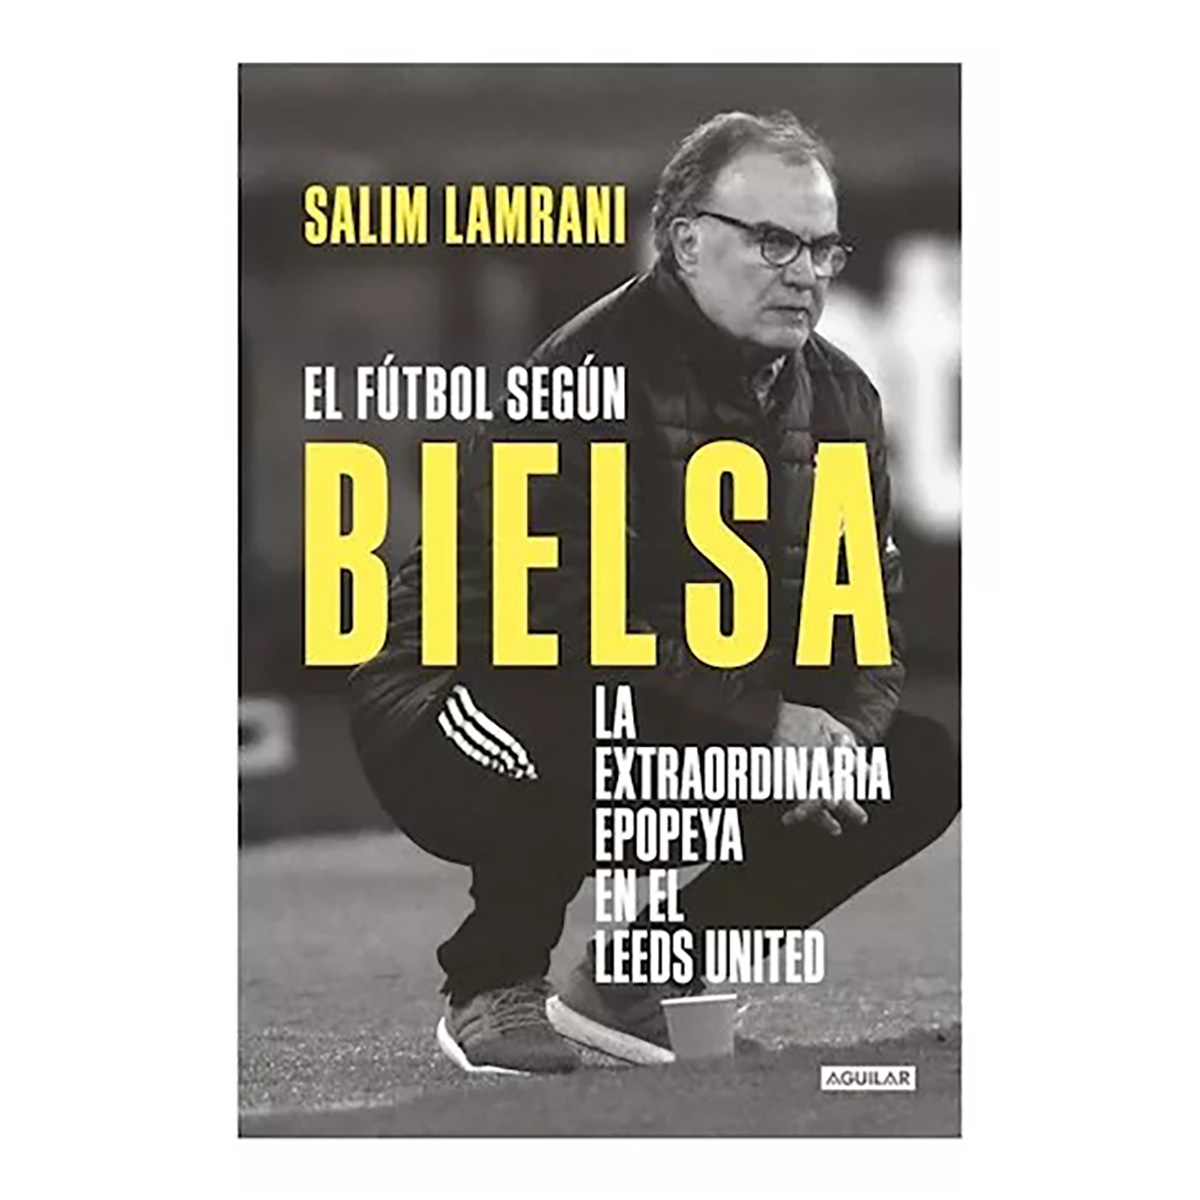 SALIM LAMRANI
EL FÚTBOL SEGÚN
BIELSA
LA
EXTRAORDINARIA
EPOPEYA
EN EL
LEEDS UNITED
AGUILAR